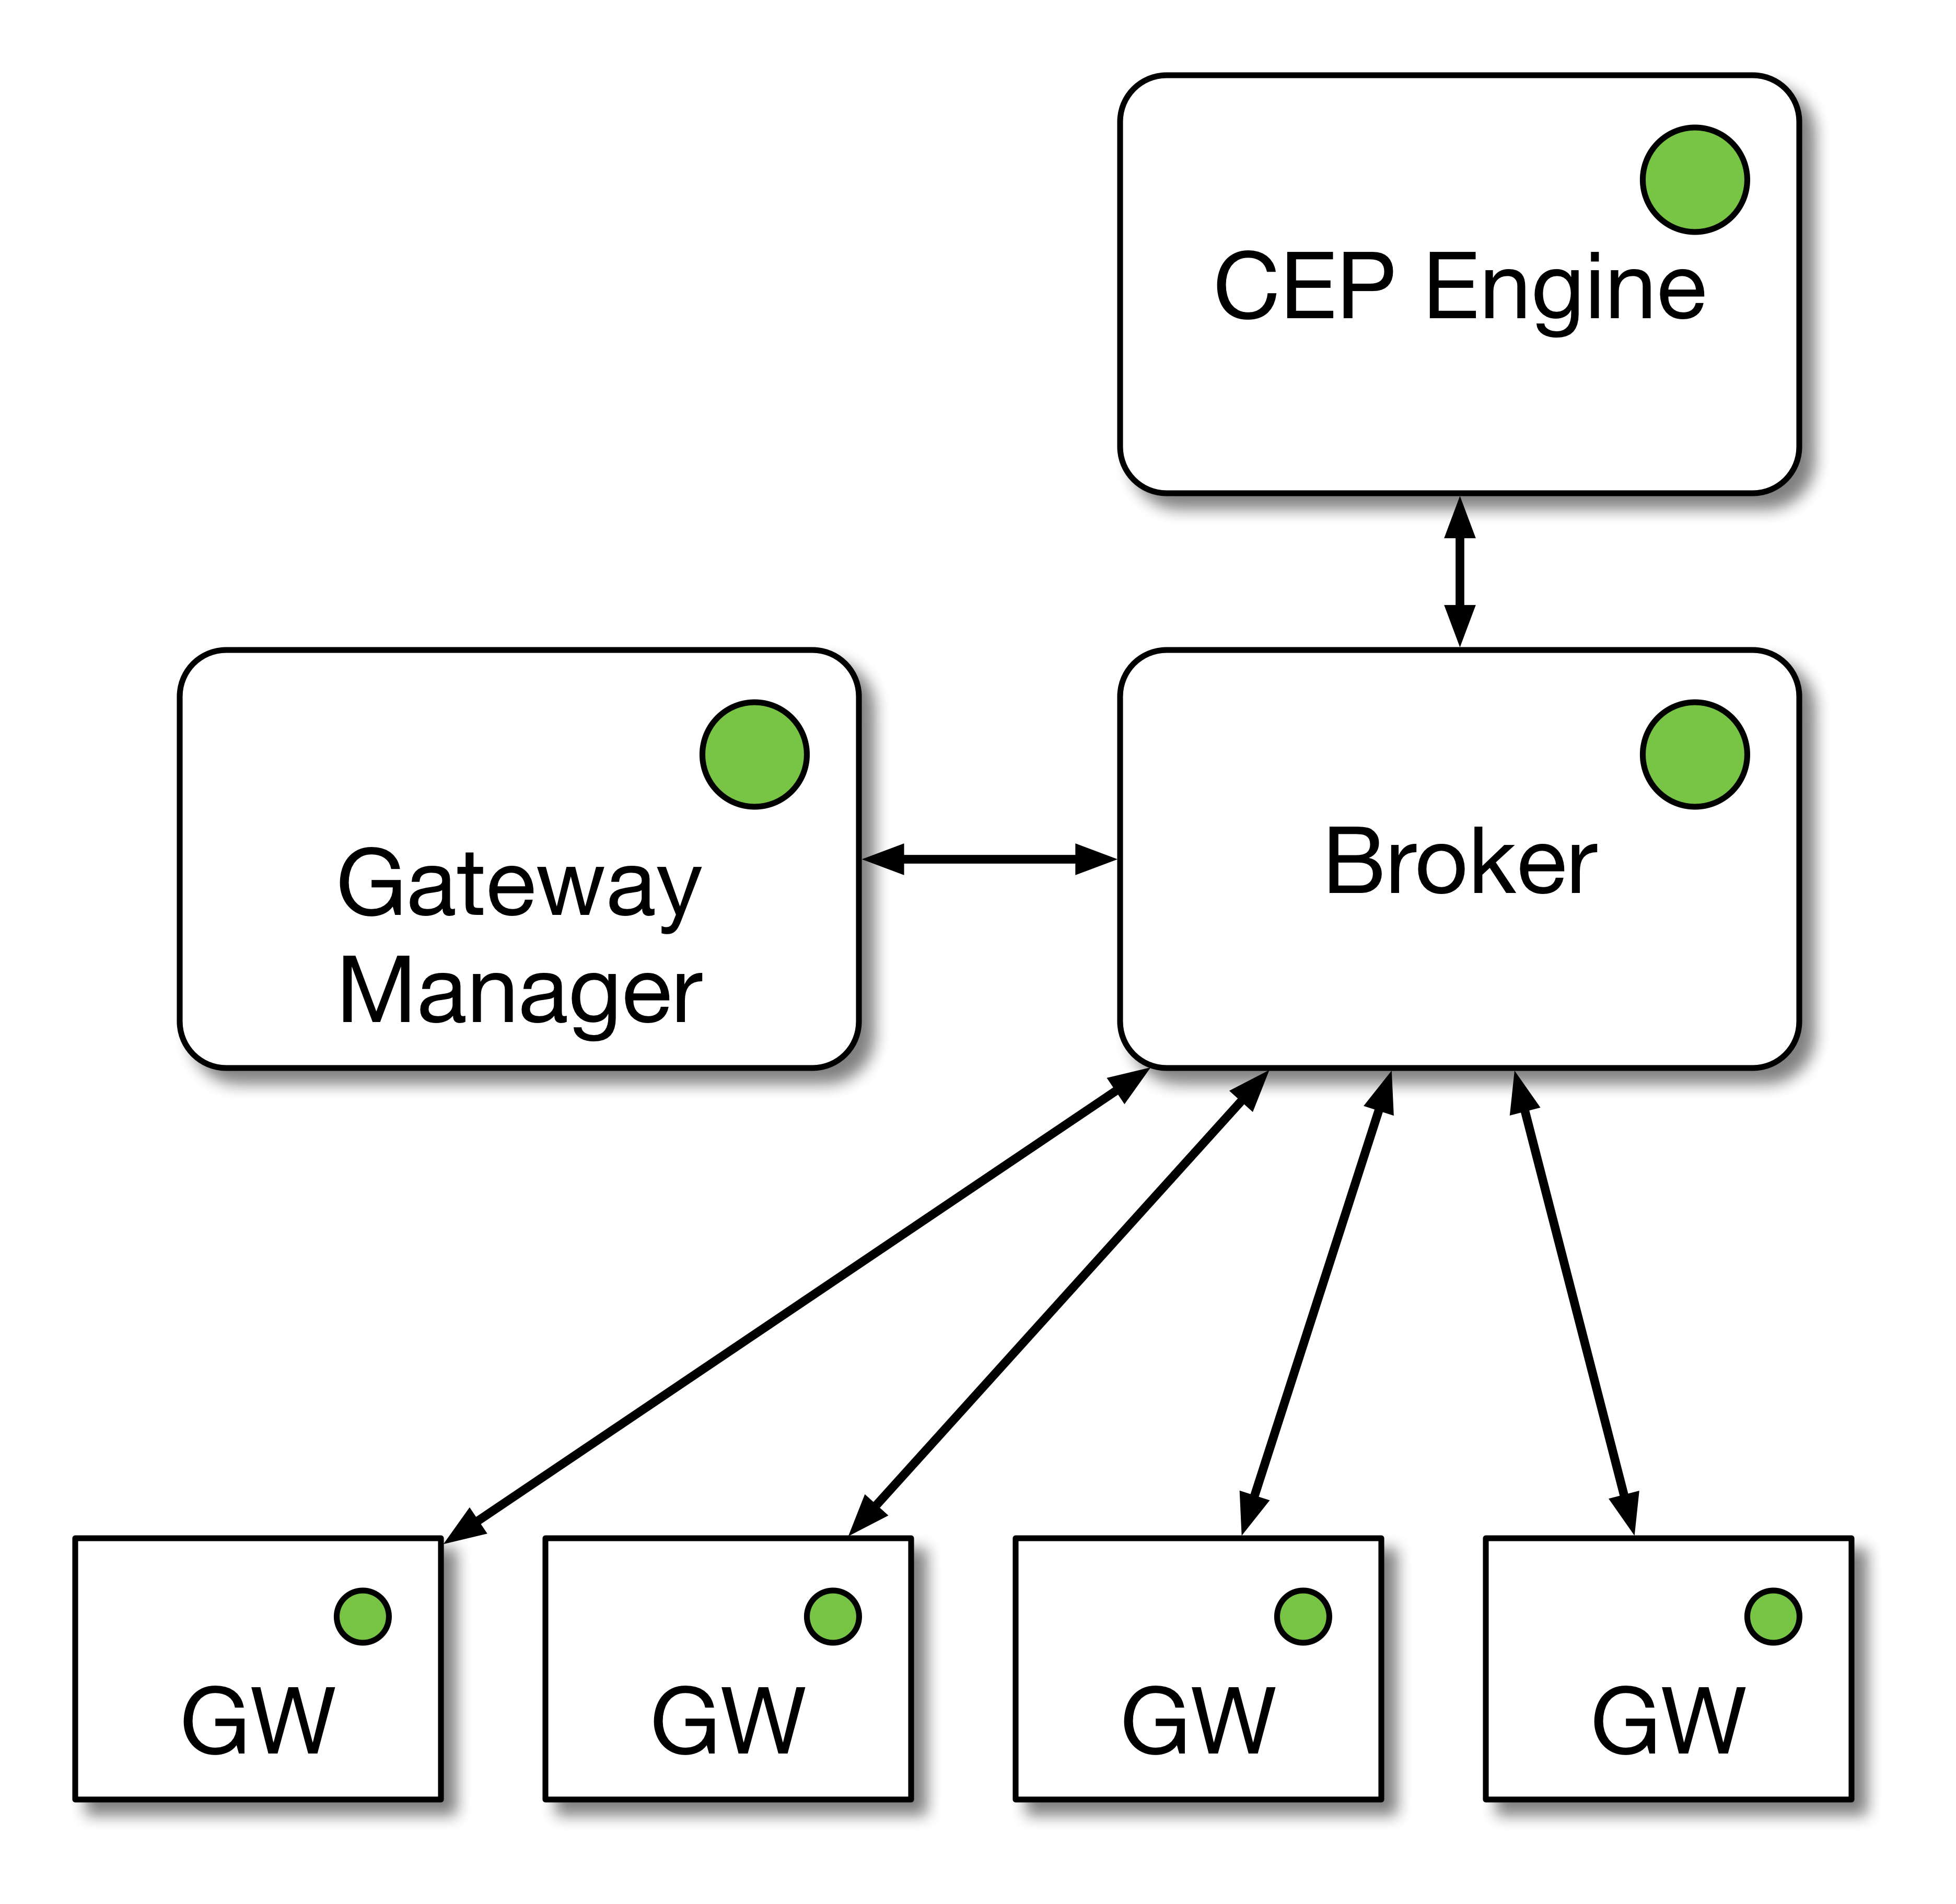 CEP Engine
Gateway
Manager
Broker
GW
GW
GW
GW